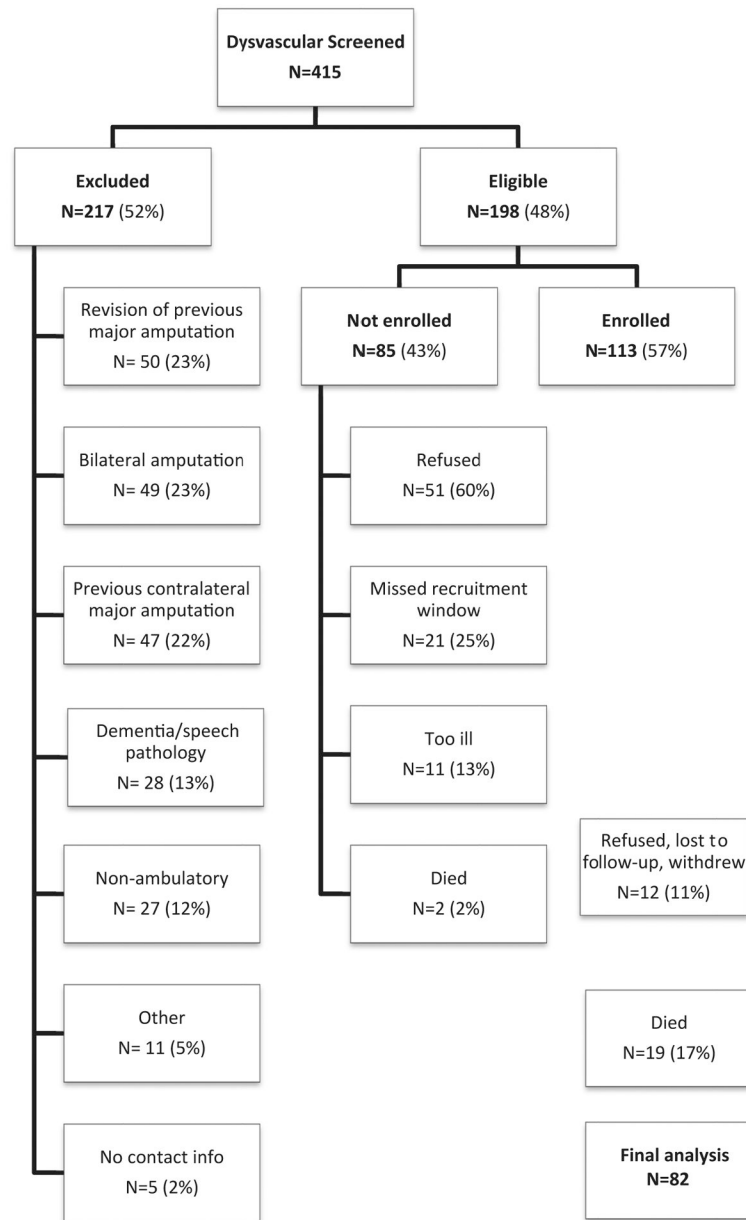 Dysvascular Screened
N=415
Excluded
N=217 (52%)
Eligible
N=198 (48%)
Revision of previous
major amputation
N= 50 (23%)
Bilateral amputation
N= 49 (23%)
Previous contralateral
major amputation
N= 47 (22%)
Dementia/speech
pathology
N= 28 (13%)
Non-ambulatory
N= 27 (12%)
Other
N= 11 (5%)
No contact info
N=5 (2%)
Not enrolled
N=85 (43%)
Enrolled
N=113 (57%)
Refused
N=51 (60%)
Missed recruitment
window
N=21 (25%)
Too ill
N=11 (13%)
Died
N=2 (2%)
Refused, lost to
follow-up, withdrew
N=12 (11%)
Died
N=19 (17%)
Final analysis
N=82